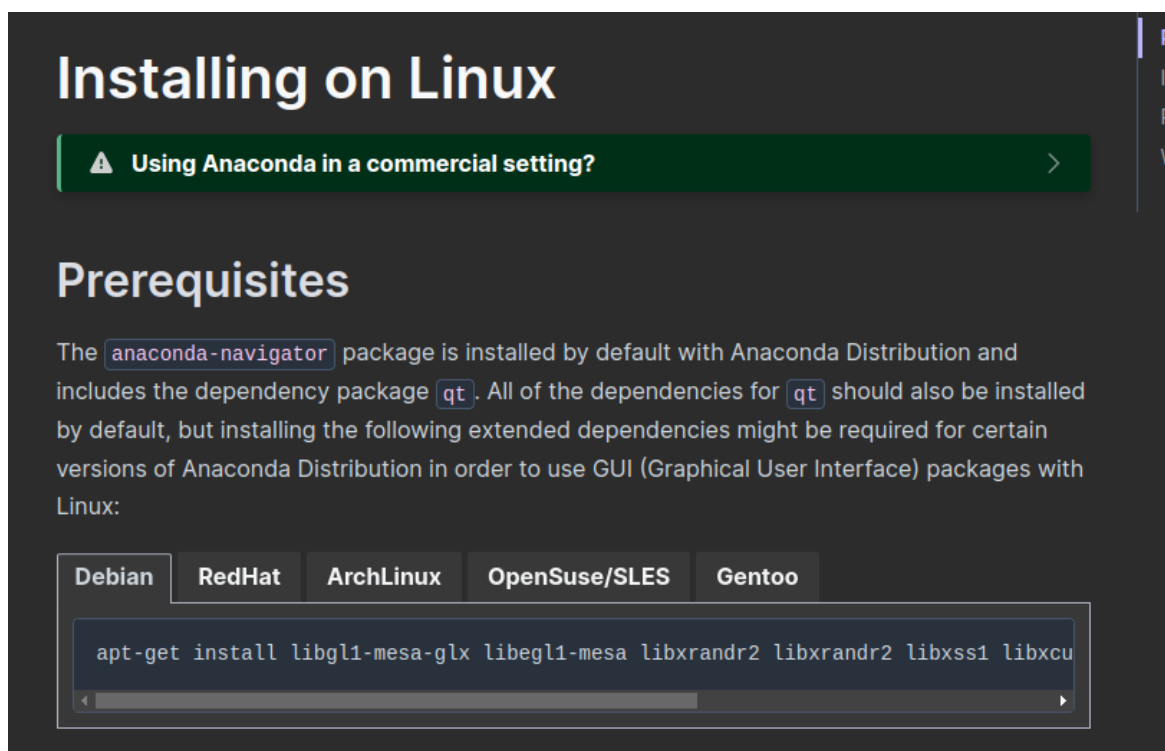 Installing on Linux
Using Anaconda in a commercial setting?
Prerequisites
The anaconda-navigator package is installed by default with Anaconda Distribution and
includes the dependency package qt. All of the dependencies for qt should also be installed
by default, but installing the following extended dependencies might be required for certain
versions of Anaconda Distribution in order to use GUI (Graphical User Interface) packages with
Linux:
Debian RedHat ArchLinux OpenSuse/SLES Gentoo
apt-get install libgl1-mesa-glx libegl1-mesa libxrandr2 libxrandr2 libxss1 libxcu